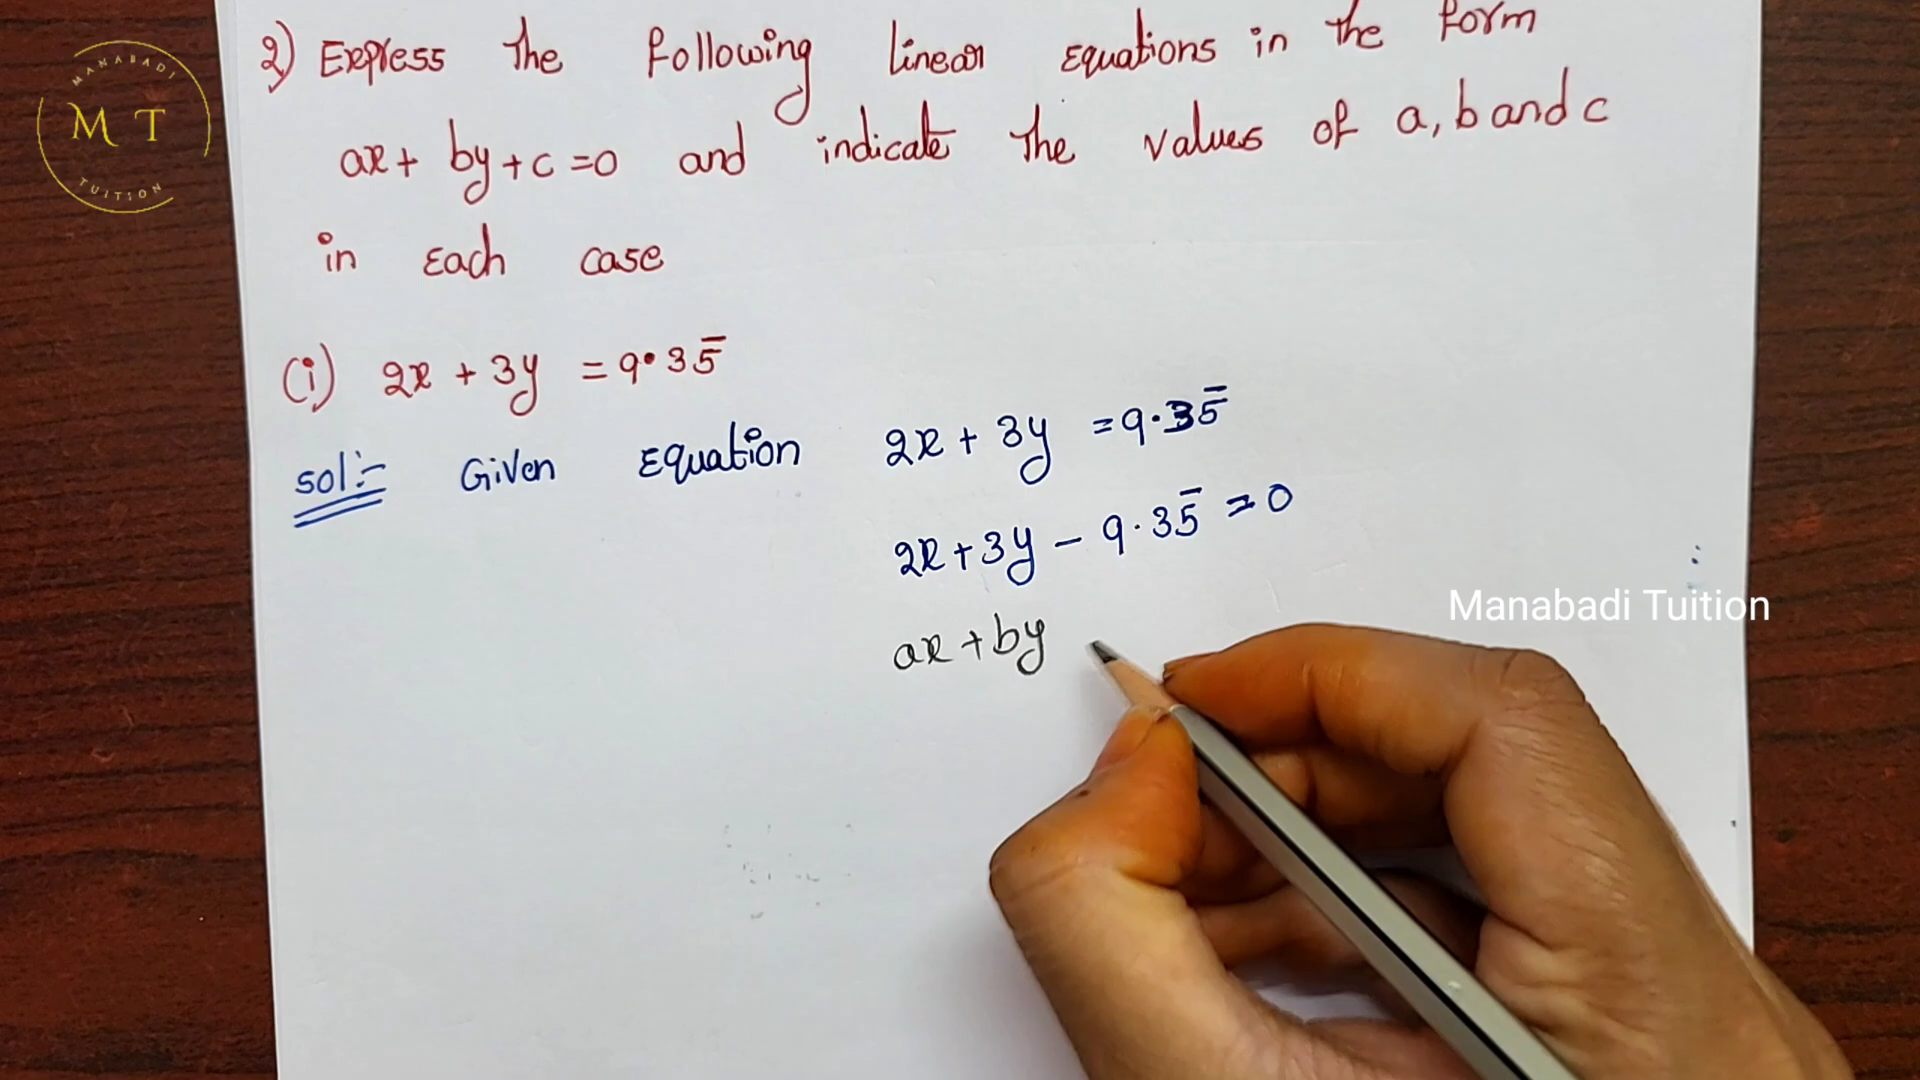 MANABADI
M T
TUITION
2) Express the following linear equations in the form
ax + by + c = 0 and indicate the values of a, b and c
in each case
(i) 2x + 3y = 9.35̅
Sol:- Given equation 2x + 3y = 9.35̅
2x + 3y - 9.35̅ = 0
Manabadi Tuition
ax + by